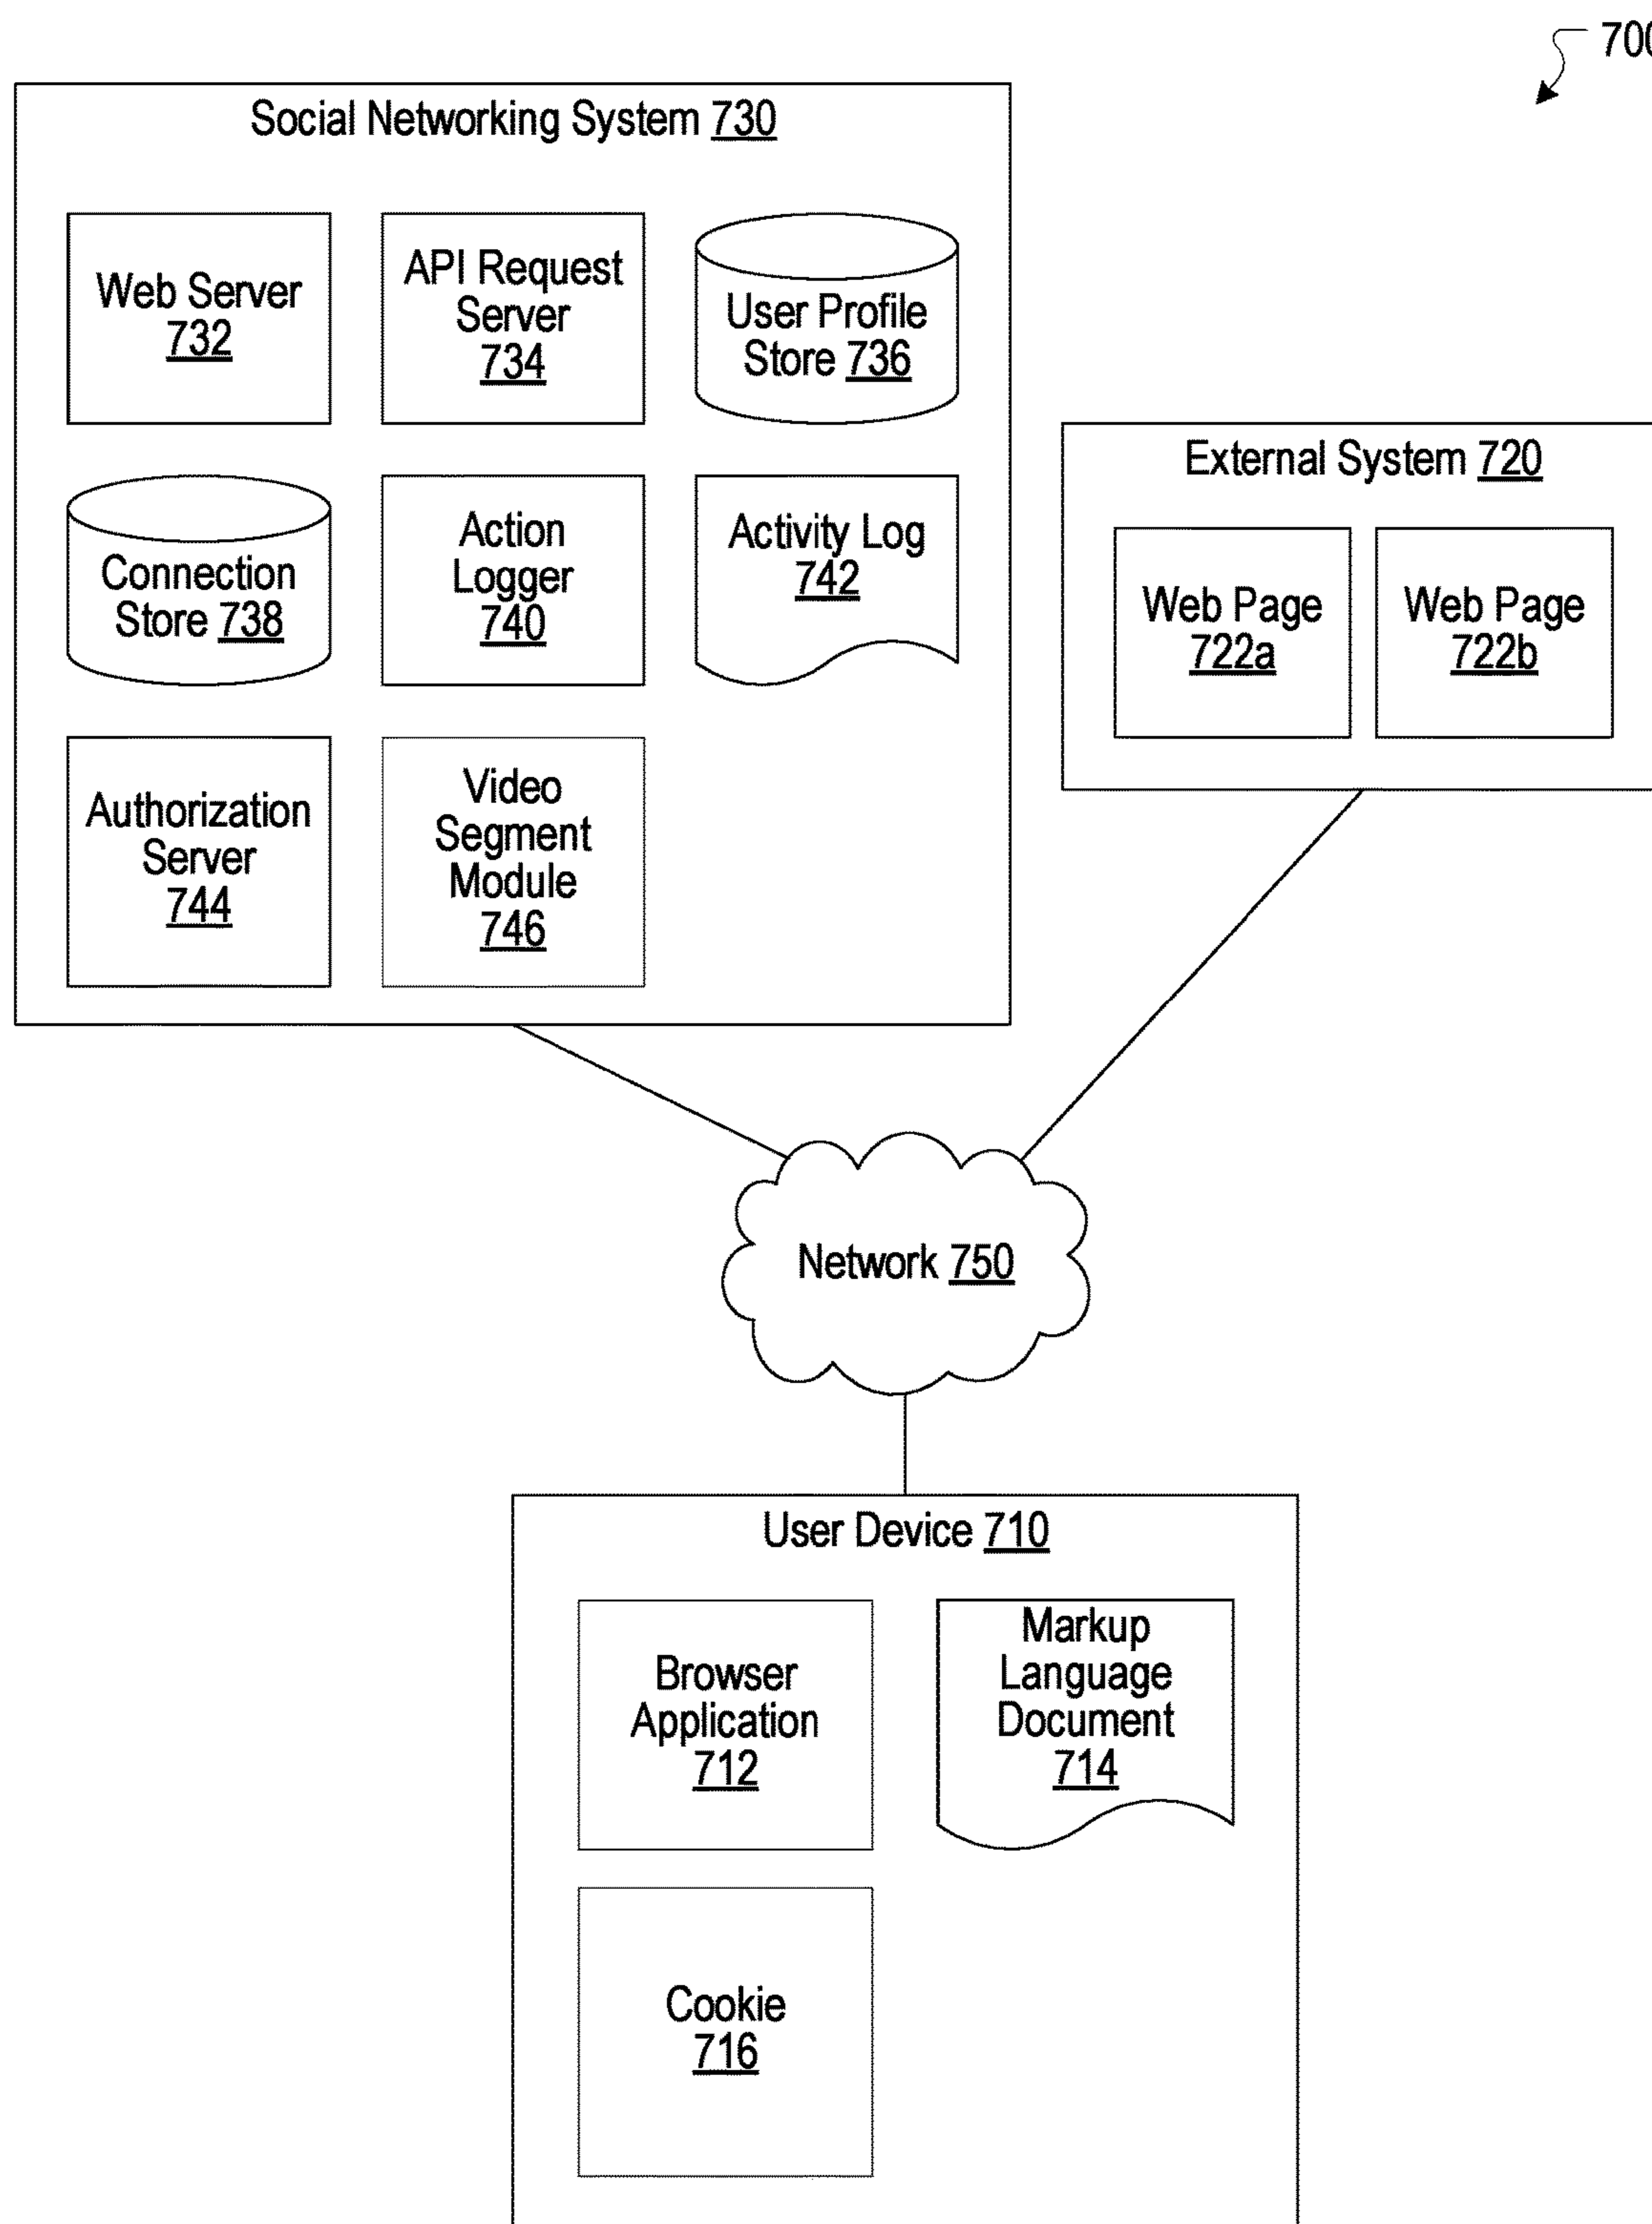 700
Social Networking System 730
Web Server
732
API Request
Server
734
User Profile
Store 736
Connection
Store 738
Action
Logger
740
Activity Log
742
Authorization
Server
744
Video
Segment
Module
746
External System 720
Web Page
722a
Web Page
722b
Network 750
User Device 710
Browser
Application
712
Markup
Language
Document
714
Cookie
716